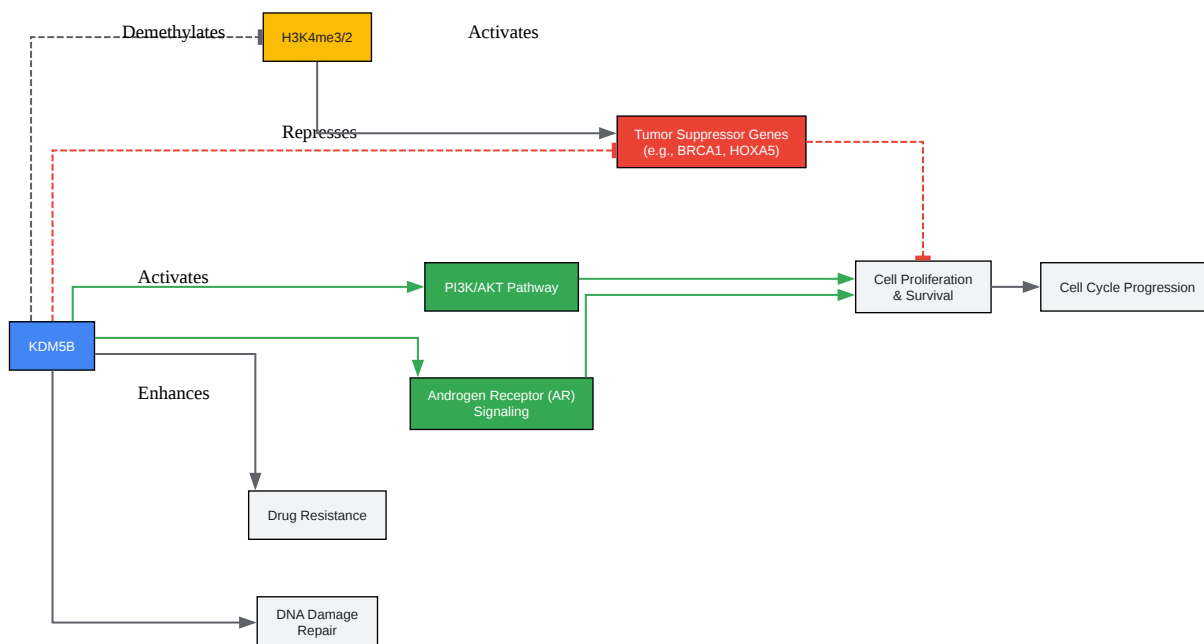 Demethylates
H3K4me3/2
Activates
Represses
Tumor Suppressor Genes
(e.g., BRCA1, HOXA5)
Activates
PI3K/AKT Pathway
Cell Proliferation
& Survival
Cell Cycle Progression
KDM5B
Enhances
Androgen Receptor (AR)
Signaling
Drug Resistance
DNA Damage
Repair